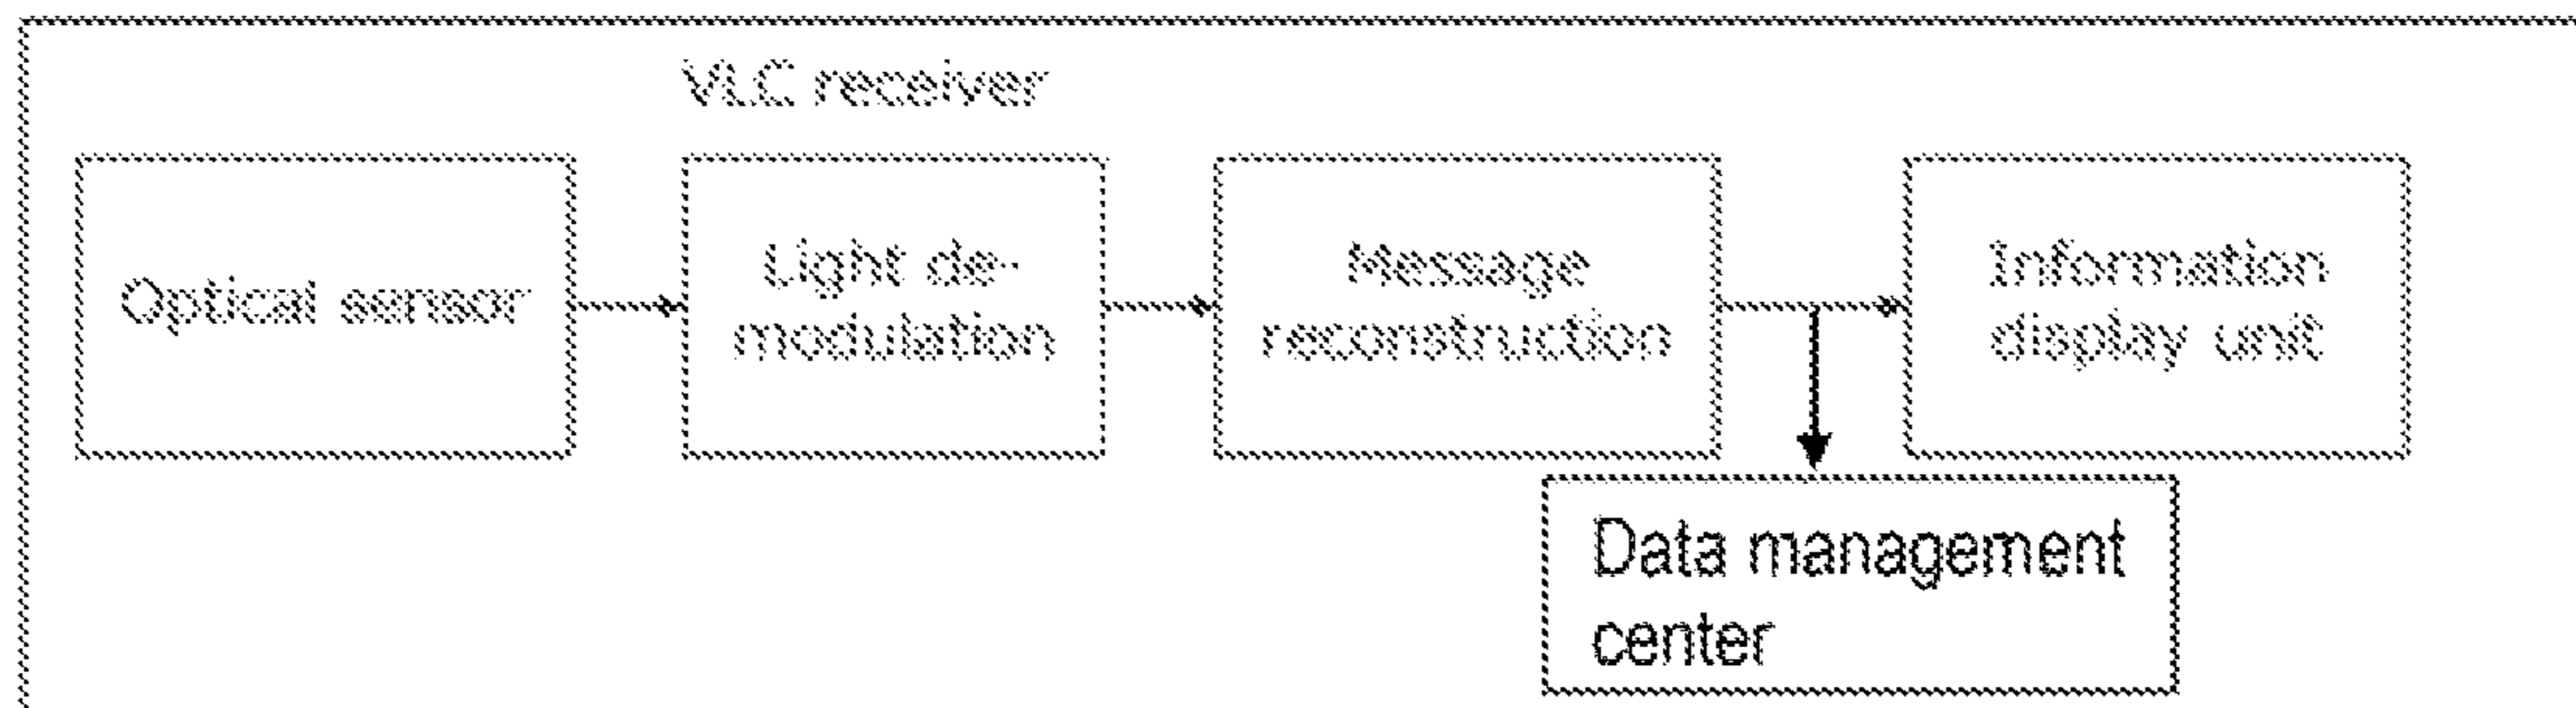 VLC receiver
Optical sensor
Light de-
modulation
Message
reconstruction
Information
display unit
Data management
center